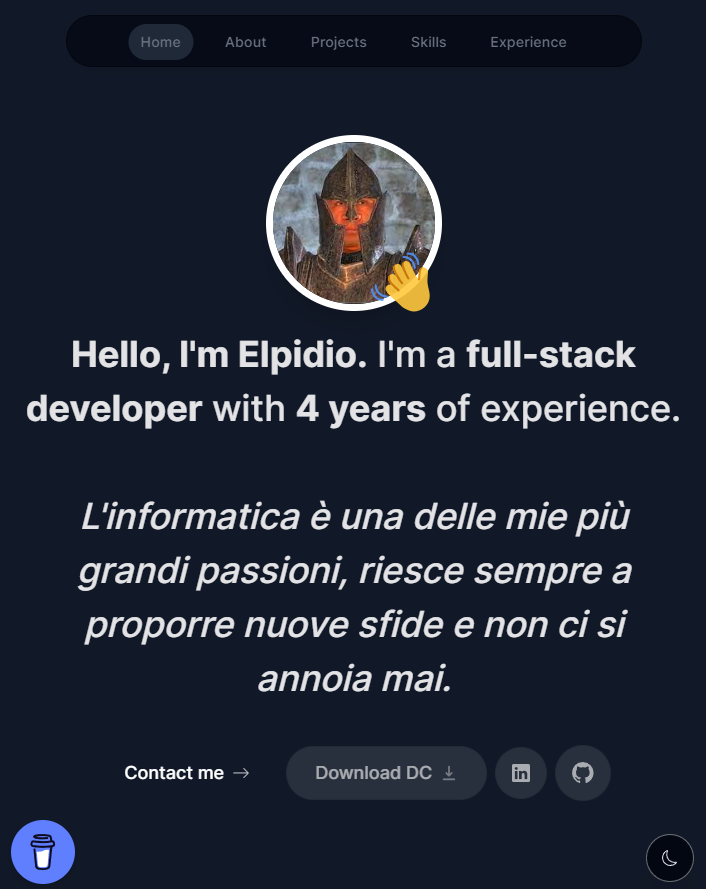 Home About Projects Skills Experience
Hello, I'm Elpidio. I'm a full-stack
developer with 4 years of experience.
L'informatica è una delle mie più
grandi passioni, riesce sempre a
proporre nuove sfide e non ci si
annoia mai.
Contact me Download DC in